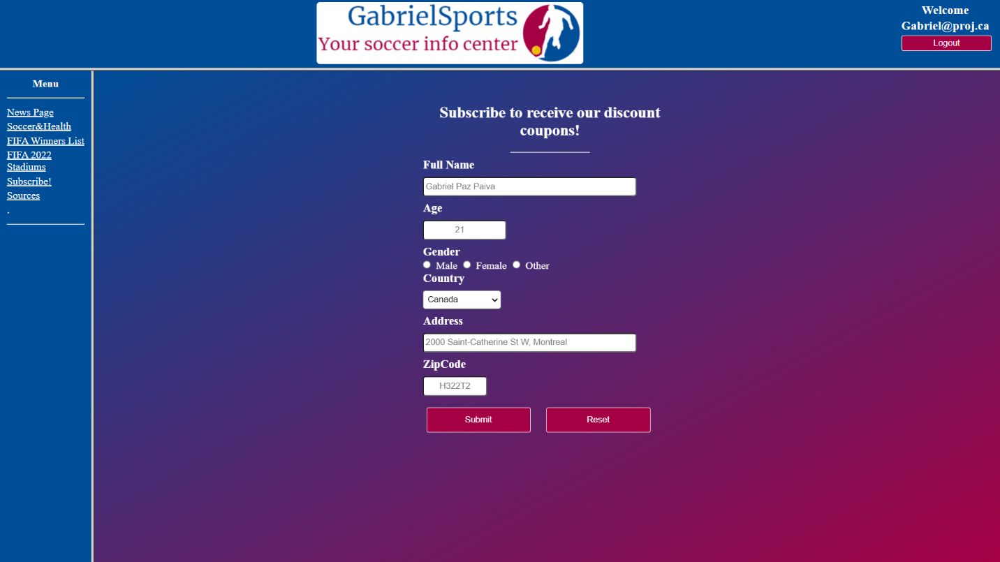 GabrielSports
Your soccer info center
Welcome
Gabriel@proj.ca
Logout
Menu
News Page
Soccer&Health
FIFA Winners List
FIFA 2022
Stadiums
Subscribe!
Sources
.
Subscribe to receive our discount
coupons!
Full Name
Gabriel Paz Paiva
Age
21
Gender
Male Female Other
Country
Canada
Address
2000 Saint-Catherine St W, Montreal
ZipCode
H322T2
Submit Reset